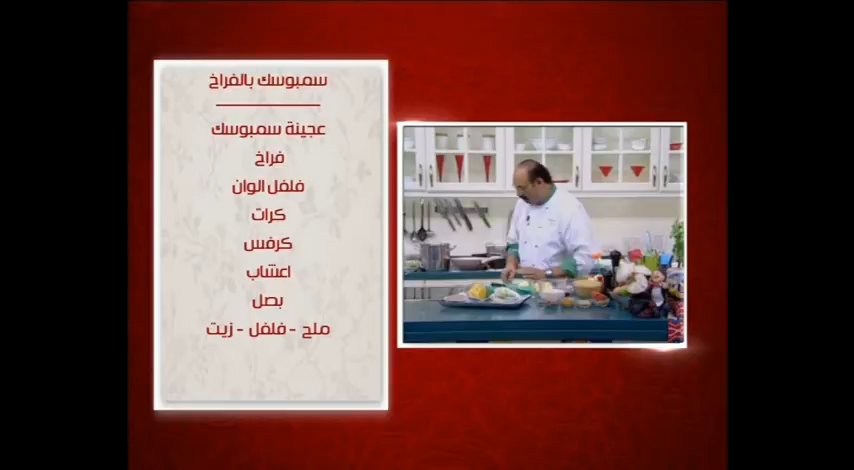 سمبوسك بالفراخ
عجينة سمبوسك
فراخ
فلفل الوان
كرات
كرفس
اعشاب
بصل
ملح - فلفل - زيت